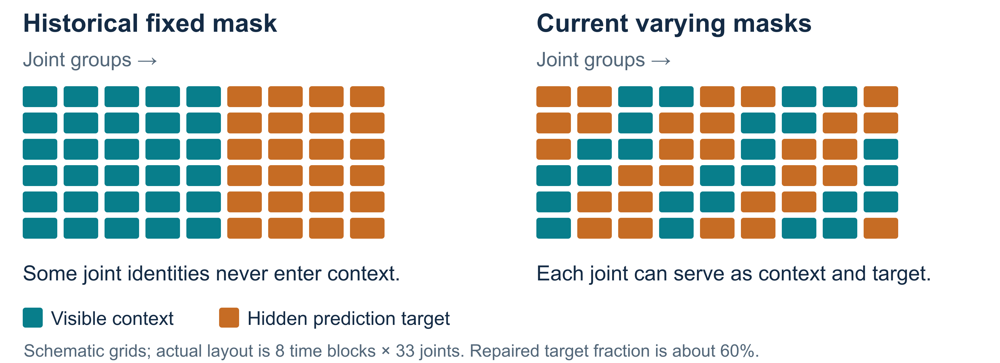 Historical fixed mask
Joint groups →
Some joint identities never enter context.
Current varying masks
Joint groups →
Each joint can serve as context and target.
Visible context
Hidden prediction target
Schematic grids; actual layout is 8 time blocks × 33 joints. Repaired target fraction is about 60%.